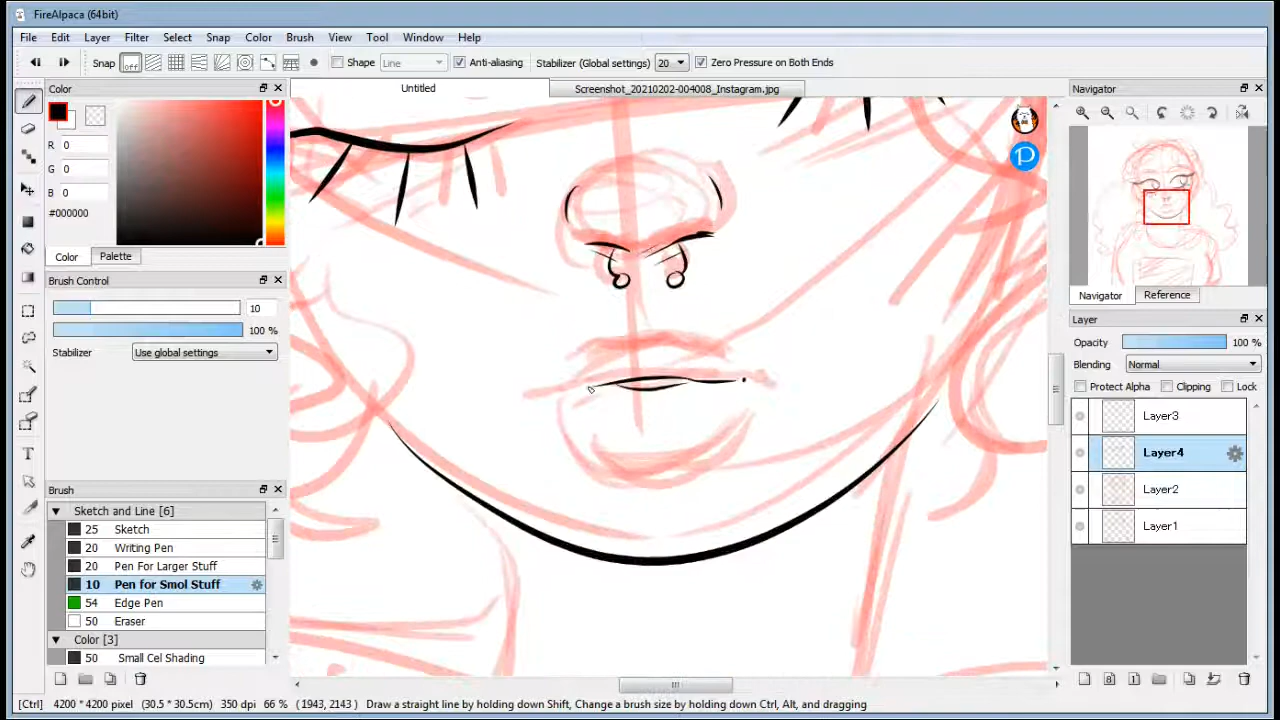 FireAlpaca (64bit)
File Edit Layer Filter Select Snap Color Brush View Tool Window Help
Snap off Shape Line Anti-aliasing Stabilizer (Global settings) 20 Zero Pressure on Both Ends
Color
Untitled
Screenshot_20210202-004008_Instagram.jpg
Navigator
R 0
G 0
B 0
#000000
Color Palette
Brush Control
10
100 %
Stabilizer Use global settings
Brush
Sketch and Line [6]
25 Sketch
20 Writing Pen
20 Pen For Larger Stuff
10 Pen for Smol Stuff
54 Edge Pen
50 Eraser
Color [3]
50 Small Cel Shading
P
Navigator Reference
Layer
Opacity 100 %
Blending Normal
Protect Alpha Clipping Lock
Layer3
Layer4
Layer2
Layer1
[Ctrl] 4200 * 4200 pixel (30.5 * 30.5cm) 350 dpi 66 % (1943, 2143) Draw a straight line by holding down Shift, Change a brush size by holding down Ctrl, Alt, and dragging